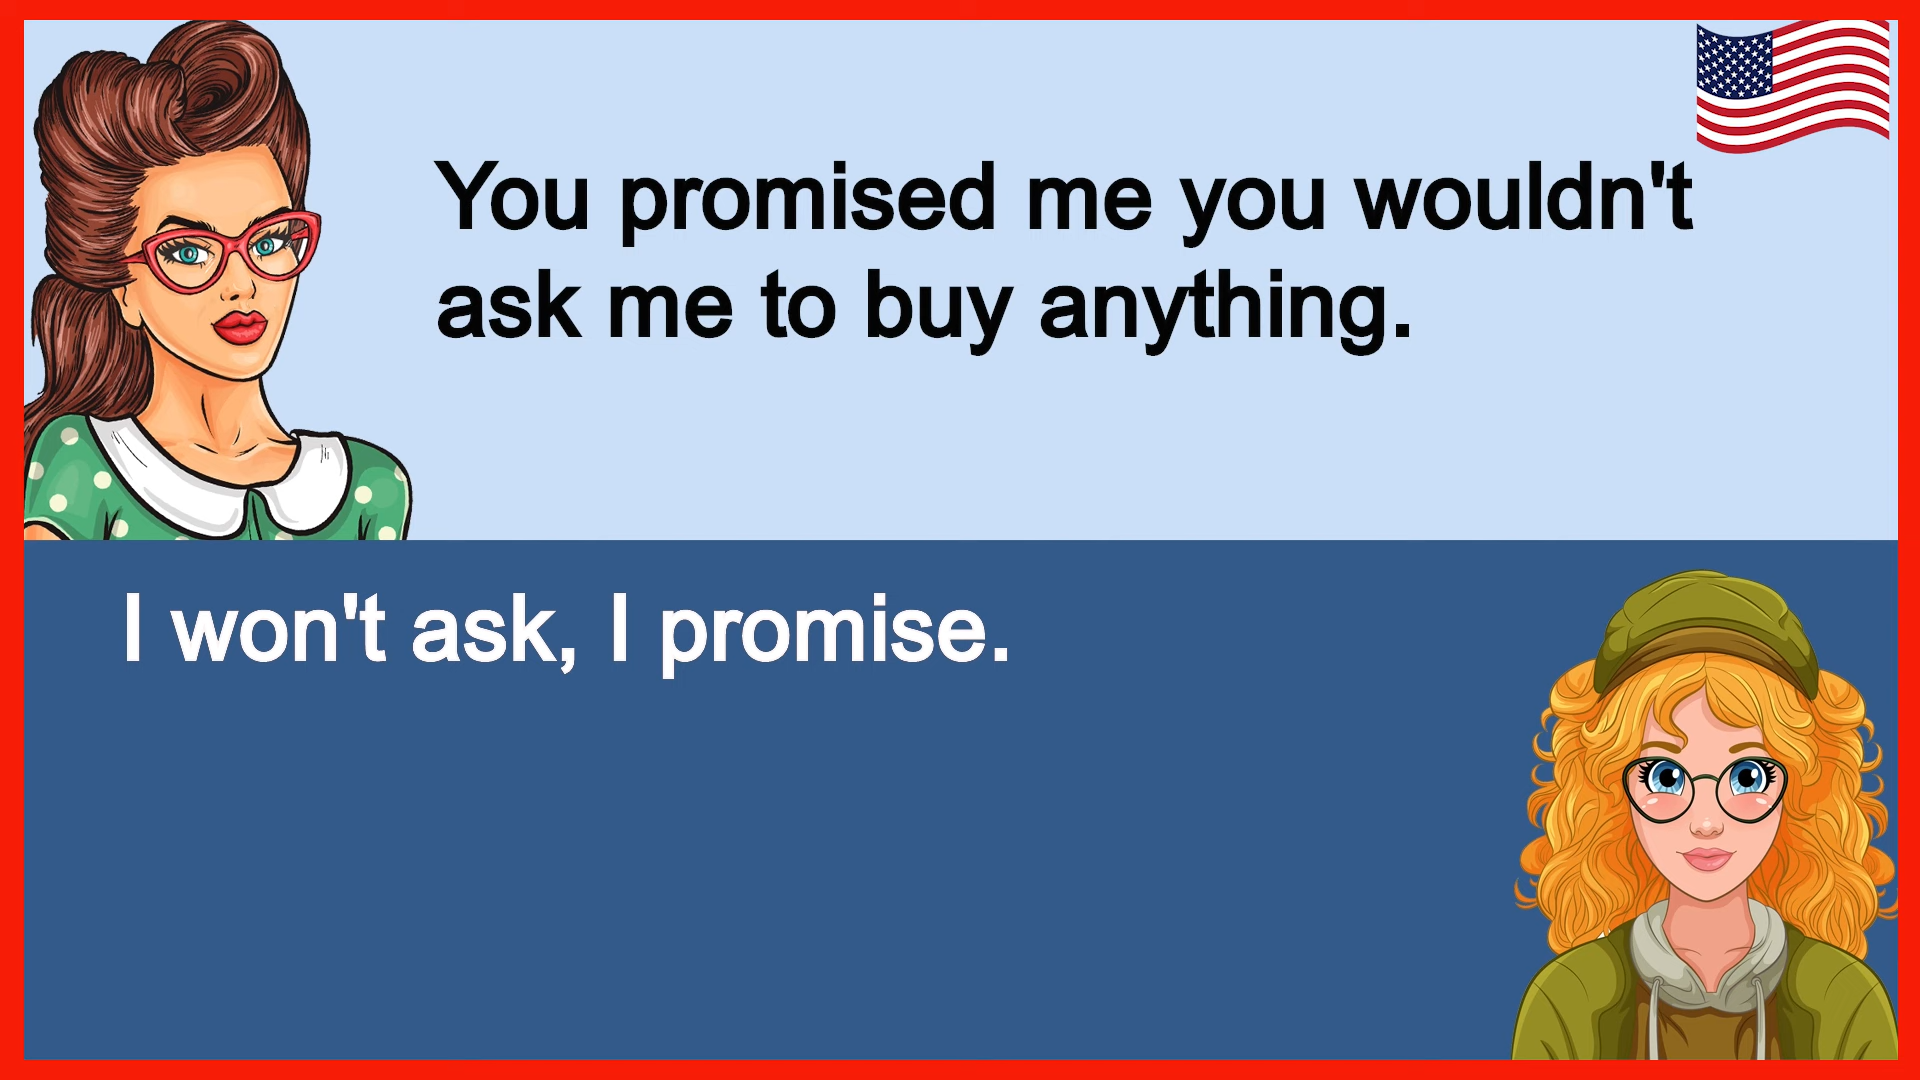 You promised me you wouldn't
ask me to buy anything.
I won't ask, I promise.